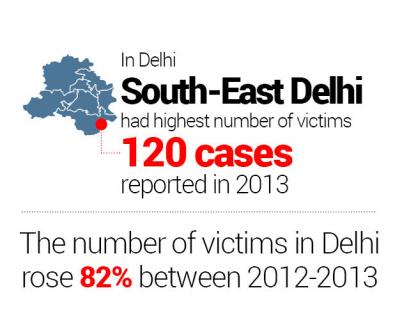 In Delhi
South-East Delhi
had highest number of victims
120 cases
reported in 2013
The number of victims in Delhi
rose 82% between 2012-2013